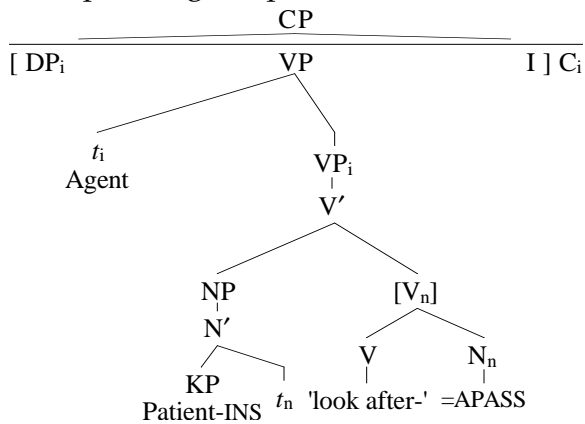 CP
[ DPi VP I ] Ci
ti
Agent
VPi
V′
NP [Vn]
N′ V Nn
KP tn 'look after-' =APASS
Patient-INS